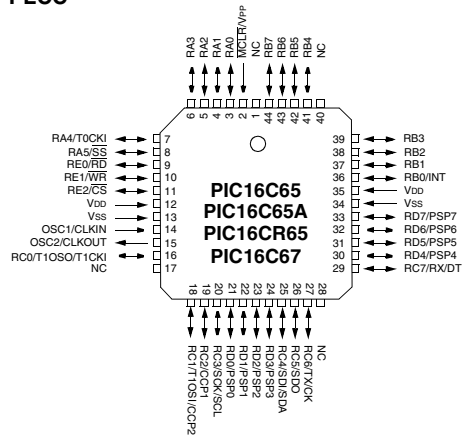 PLCC
RA3
RA2
RA1
RA0
MCLR/VPP
NC
RB7
RB6
RB5
RB4
NC
6 5 4 3 2 1 44 43 42 41 40
RA4/T0CKI 7
RA5/SS 8
RE0/RD 9
RE1/WR 10
RE2/CS 11
VDD 12
VSS 13
OSC1/CLKIN 14
OSC2/CLKOUT 15
RC0/T1OSO/T1CKI 16
NC 17
PIC16C65
PIC16C65A
PIC16CR65
PIC16C67
39 RB3
38 RB2
37 RB1
36 RB0/INT
35 VDD
34 VSS
33 RD7/PSP7
32 RD6/PSP6
31 RD5/PSP5
30 RD4/PSP4
29 RC7/RX/DT
18 19 20 21 22 23 24 25 26 27 28
RC1/T1OSI/CCP2
RC2/CCP1
RC3/SCK/SCL
RD0/PSP0
RD1/PSP1
RD2/PSP2
RD3/PSP3
RC4/SDI/SDA
RC5/SDO
RC6/TX/CK
NC